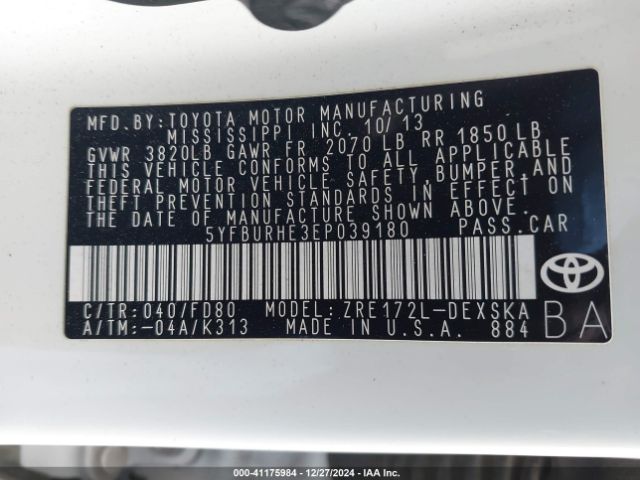 MFD. BY: TOYOTA MOTOR MANUFACTURING
MISSISSIPPI INC. 10/13
GVWR 3820LB GAWR FR 2070 LB RR 1850 LB
THIS VEHICLE CONFORMS TO ALL APPLICABLE
FEDERAL MOTOR VEHICLE SAFETY, BUMPER, AND
THEFT PREVENTION STANDARDS IN EFFECT ON
THE DATE OF MANUFACTURE SHOWN ABOVE.
5YFBURHE3EP039180 PASS. CAR
C/TR: 040/FD80 MODEL: ZRE172L-DEXSKA
A/TM: -04A/K313 MADE IN U.S.A. 884
BA
000-41175984 | 12/27/2024 - IAA Inc.